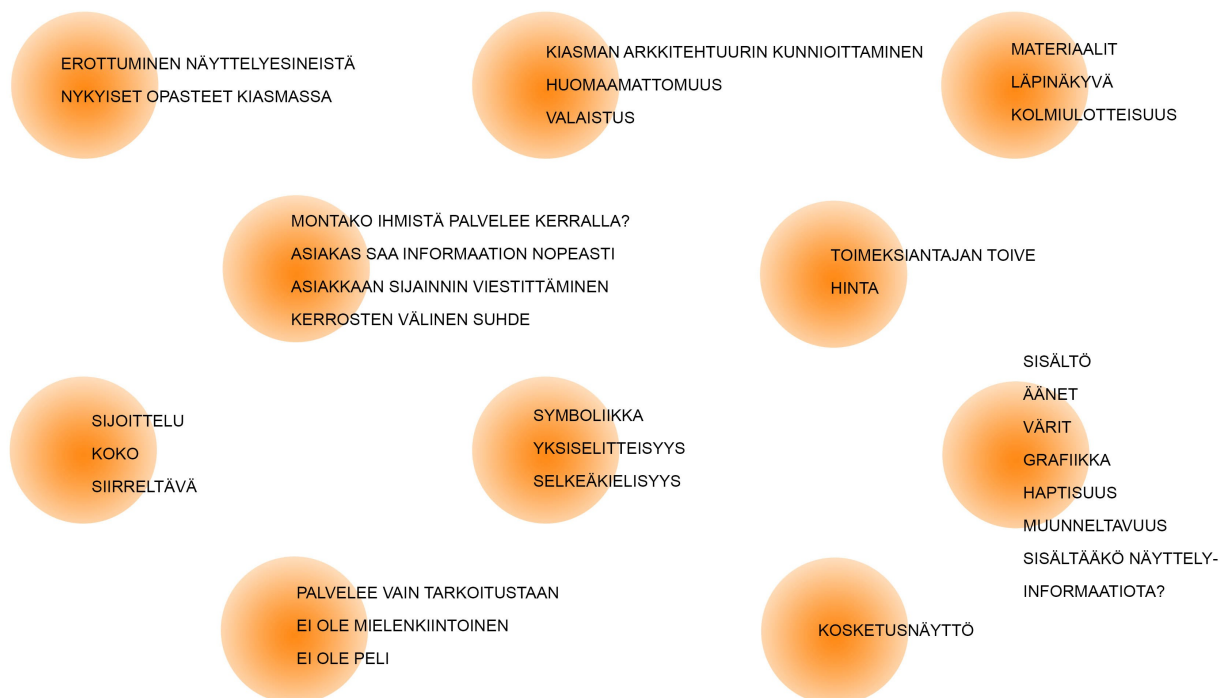 EROTTUMINEN NÄYTTELYESINEISTÄ
NYKYISET OPASTEET KIASMASSA
KIASMAN ARKKITEHTUURIN KUNNIOITTAMINEN
HUOMAAMATTOMUUS
VALAISTUS
MATERIAALIT
LÄPINÄKYVÄ
KOLMIULOTTEISUUS
MONTAKO IHMISTÄ PALVELEE KERRALLA?
ASIAKAS SAA INFORMAATION NOPEASTI
ASIAKKAAN SIJAINNIN VIESTITTÄMINEN
KERROSTEN VÄLINEN SUHDE
TOIMEKSIANTAJAN TOIVE
HINTA
SIJOITTELU
KOKO
SIIRRELTÄVÄ
SYMBOLIIKKA
YKSISELITTEISYYS
SELKEÄKIELISYYS
SISÄLTÖ
ÄÄNET
VÄRIT
GRAFIIKKA
HAPTISUUS
MUUNNELTAVUUS
SISÄLTÄÄKÖ NÄYTTELY-
INFORMAATIOTA?
PALVELEE VAIN TARKOITUSTAAN
EI OLE MIELENKIINTOINEN
EI OLE PELI
KOSKETUSNÄYTTÖ